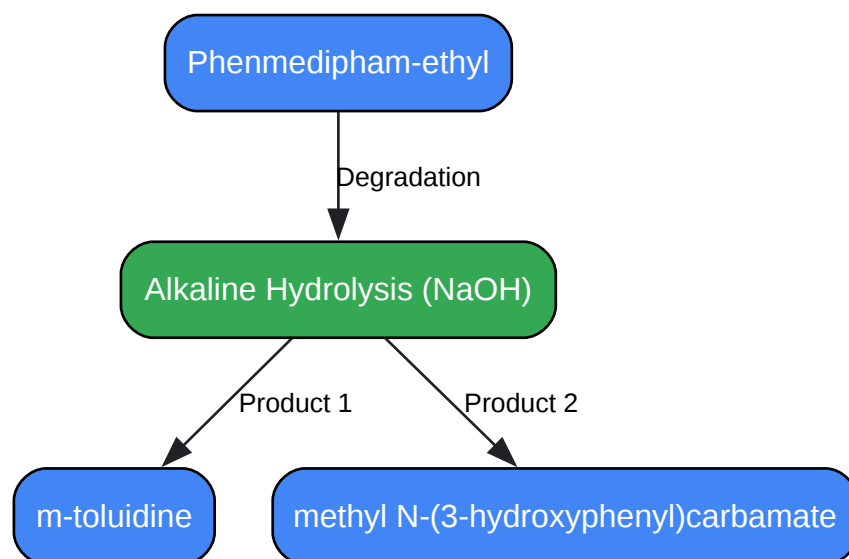 Phenmedipham-ethyl
Degradation
Alkaline Hydrolysis (NaOH)
Product 1
Product 2
m-toluidine
methyl N-(3-hydroxyphenyl)carbamate